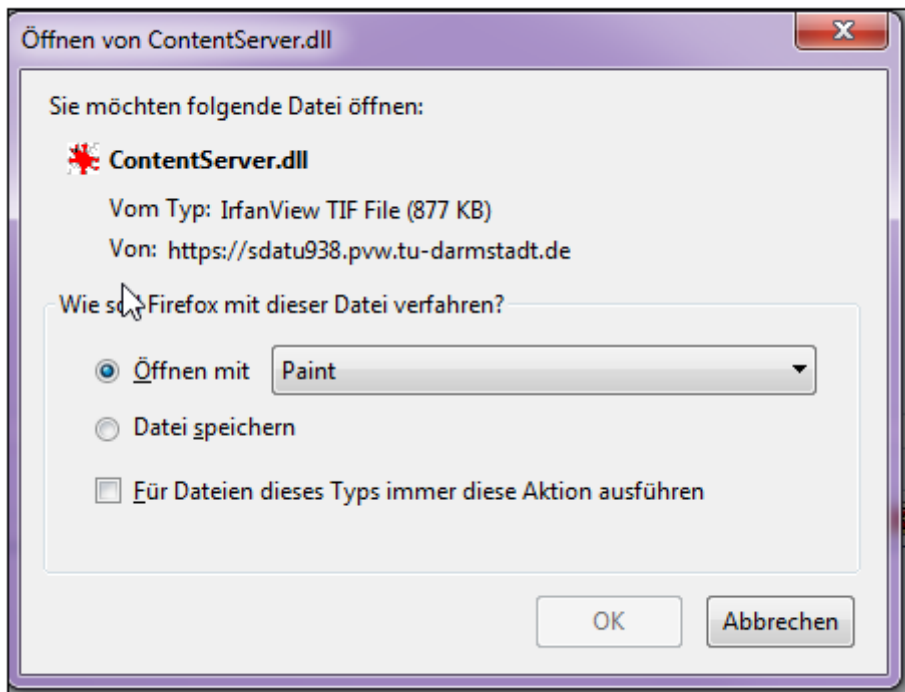 Öffnen von ContentServer.dll
Sie möchten folgende Datei öffnen:
ContentServer.dll
Vom Typ: IrfanView TIF File (877 KB)
Von: https://sdatu938.pvw.tu-darmstadt.de
Wie Firefox mit dieser Datei verfahren?
Öffnen mit Paint
Datei speichern
Für Dateien dieses Typs immer diese Aktion ausführen
OK Abbrechen